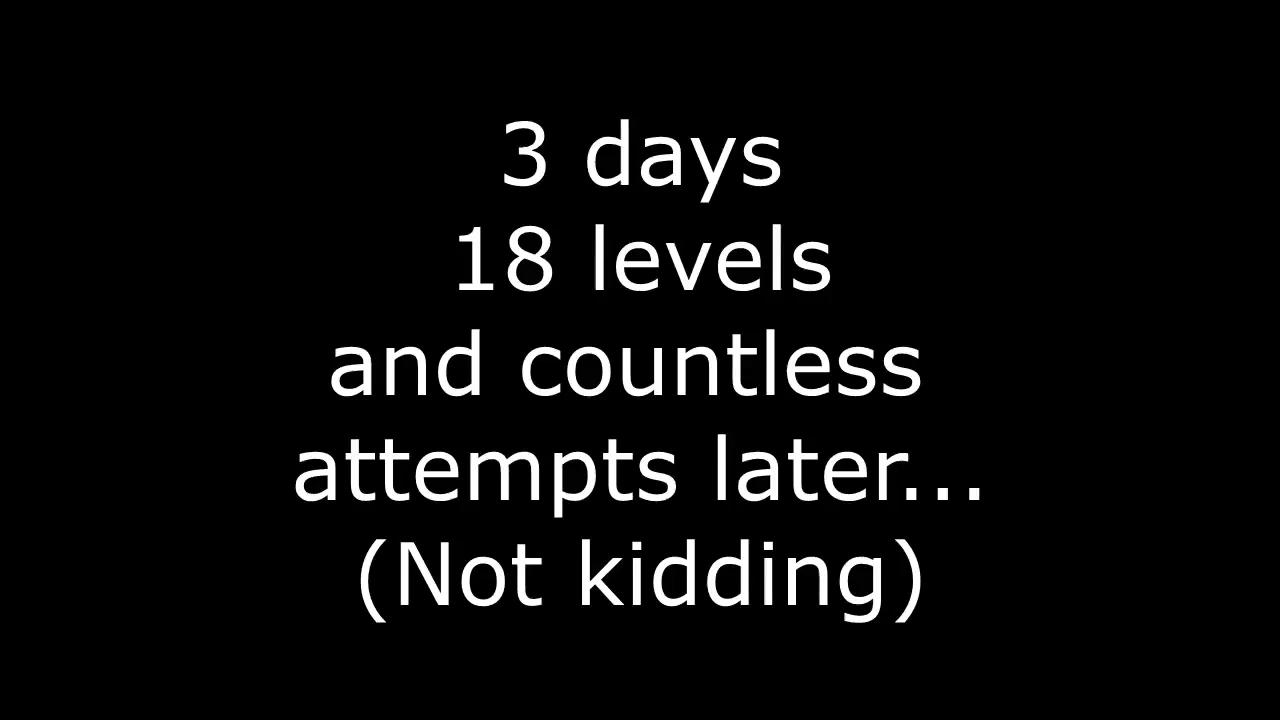 3 days
18 levels
and countless
attempts later...
(Not kidding)